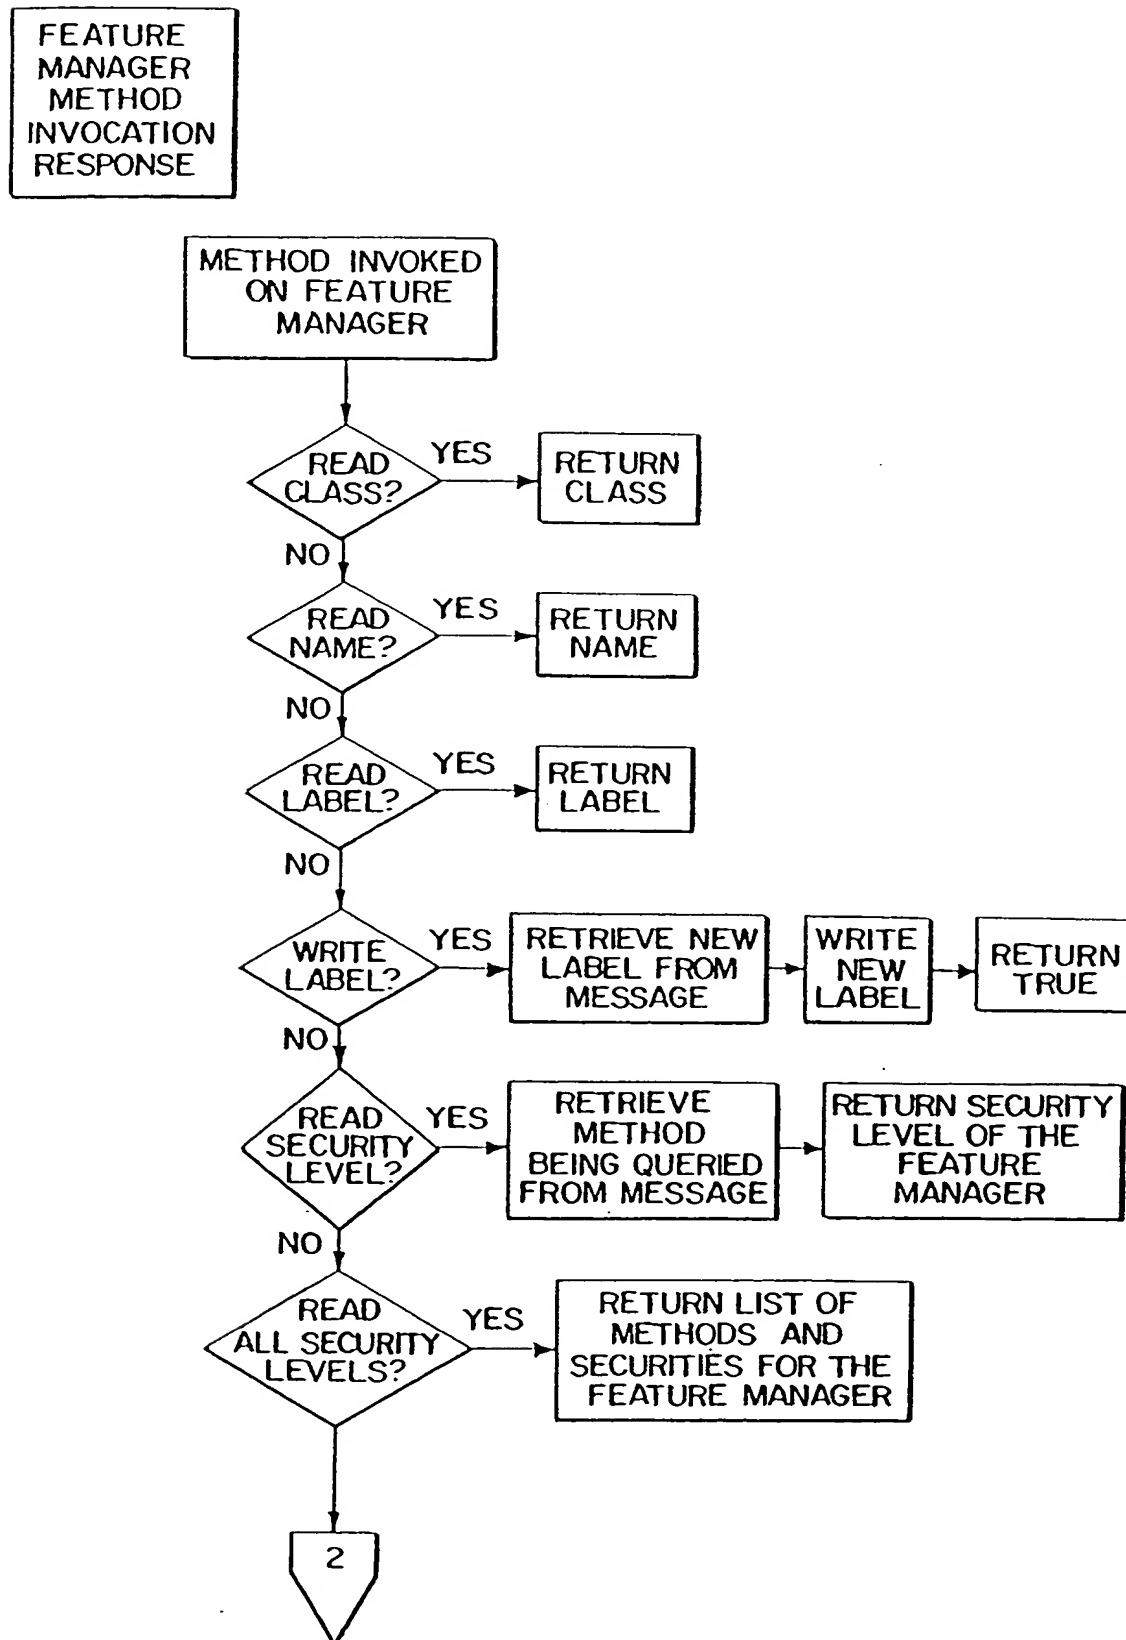 FEATURE
MANAGER
METHOD
INVOCATION
RESPONSE
METHOD INVOKED
ON FEATURE
MANAGER
READ
CLASS?
YES
RETURN
CLASS
NO
READ
NAME?
YES
RETURN
NAME
NO
READ
LABEL?
YES
RETURN
LABEL
NO
WRITE
LABEL?
YES
RETRIEVE NEW
LABEL FROM
MESSAGE
WRITE
NEW
LABEL
RETURN
TRUE
NO
READ
SECURITY
LEVEL?
YES
RETRIEVE
METHOD
BEING QUERIED
FROM MESSAGE
RETURN SECURITY
LEVEL OF THE
FEATURE
MANAGER
NO
READ
ALL SECURITY
LEVELS?
YES
RETURN LIST OF
METHODS AND
SECURITIES FOR THE
FEATURE MANAGER
2